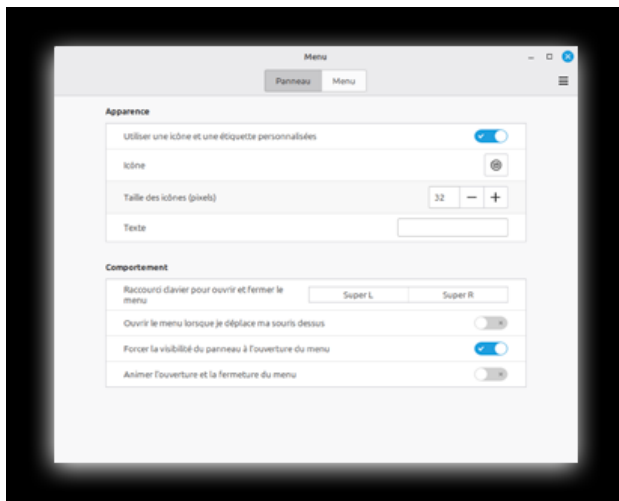 Menu
Panneau Menu
Apparence
Utiliser une icône et une étiquette personnalisées
Icône
Taille des icônes (pixels) 32
Texte
Comportement
Raccourci clavier pour ouvrir et fermer le
menu
Super L Super R
Ouvrir le menu lorsque je déplace ma souris dessus
Forcer la visibilité du panneau à l'ouverture du menu
Animer l'ouverture et la fermeture du menu